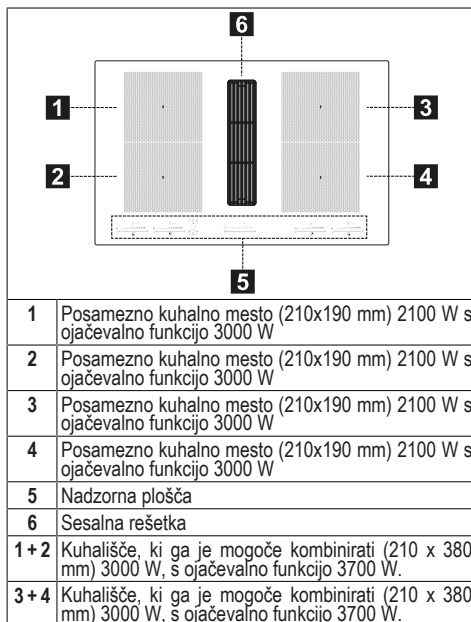 6
1
3
2
4
5
1 Posamezno kuhalno mesto (210x190 mm) 2100 W s
ojačevalno funkcijo 3000 W
2 Posamezno kuhalno mesto (210x190 mm) 2100 W s
ojačevalno funkcijo 3000 W
3 Posamezno kuhalno mesto (210x190 mm) 2100 W s
ojačevalno funkcijo 3000 W
4 Posamezno kuhalno mesto (210x190 mm) 2100 W s
ojačevalno funkcijo 3000 W
5 Nadzorna plošča
6 Sesalna rešetka
1 + 2 Kuhališče, ki ga je mogoče kombinirati (210 x 380
mm) 3000 W, s ojačevalno funkcijo 3700 W.
3 + 4 Kuhališče, ki ga je mogoče kombinirati (210 x 380
mm) 3000 W, s ojačevalno funkcijo 3700 W.